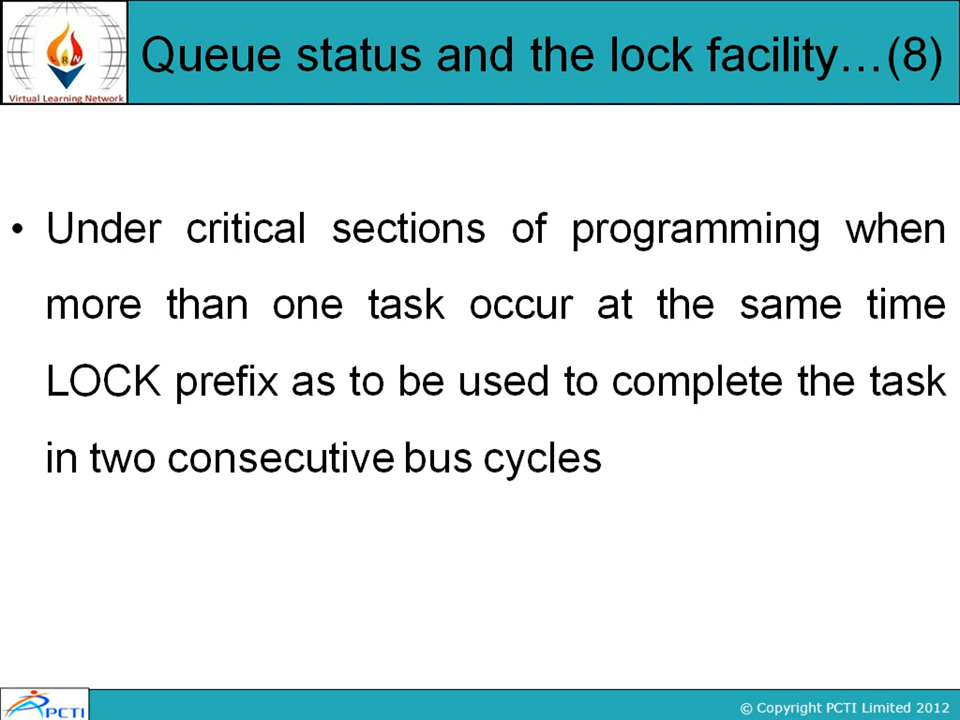 RN
Virtual Learning Network
Queue status and the lock facility…(8)
• Under critical sections of programming when
more than one task occur at the same time
LOCK prefix as to be used to complete the task
in two consecutive bus cycles
PCTI
© Copyright PCTI Limited 2012